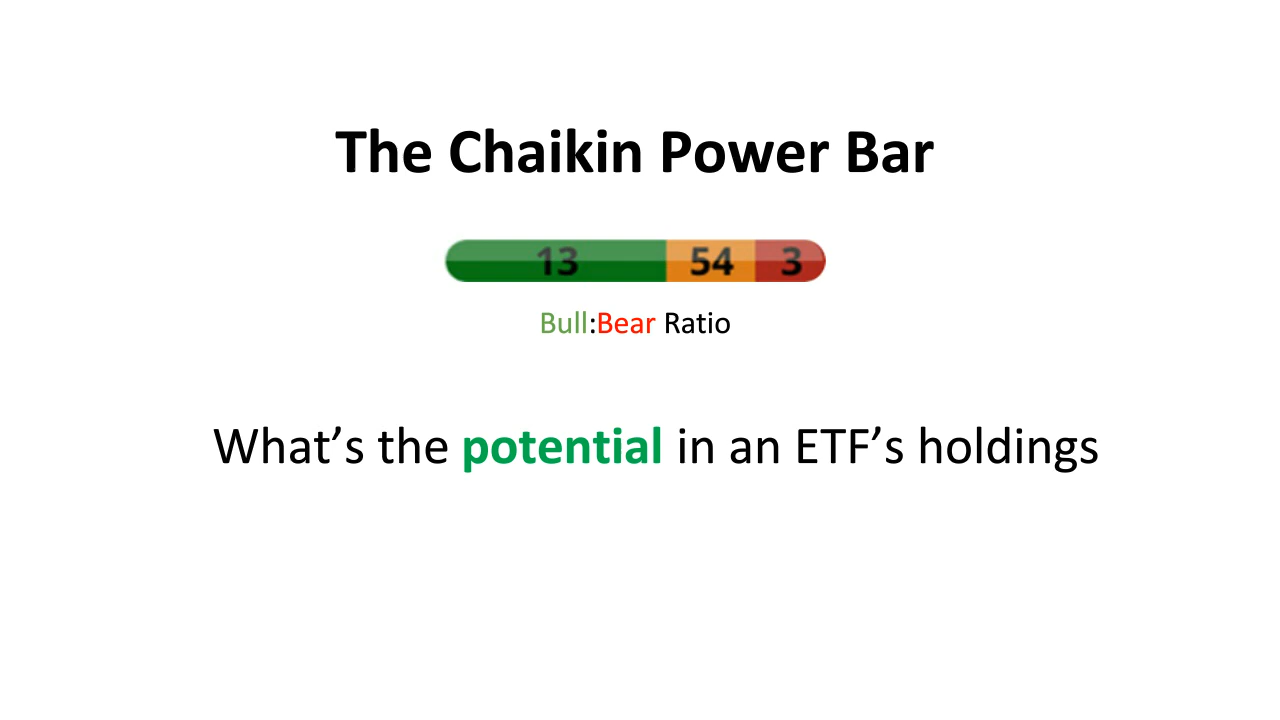 The Chaikin Power Bar
13 54 3
Bull:Bear Ratio
What’s the potential in an ETF’s holdings